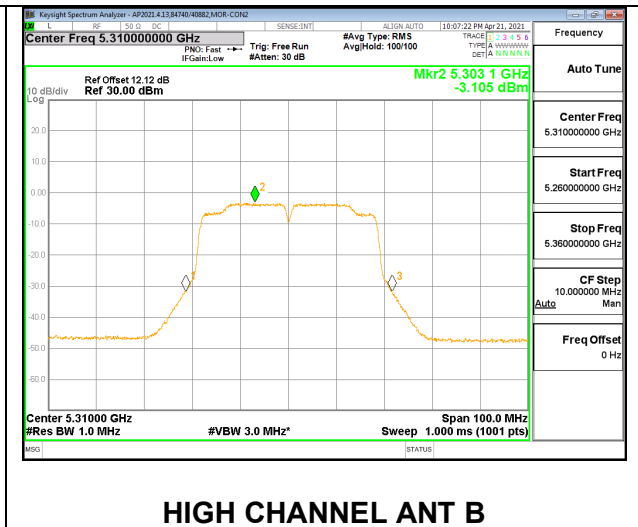 Keysight Spectrum Analyzer - AP2021.4.13,84740/40882,MOR-CON2
L RF 50 Ω DC SENSE:INT ALIGN AUTO 10:07:22 PM Apr 21, 2021
Center Freq 5.310000000 GHz
PNO: Fast
IFGain:Low
Trig: Free Run
#Atten: 30 dB
#Avg Type: RMS
Avg|Hold: 100/100
TRACE 1 2 3 4 5 6
TYPE A WWWWW
DET A N N N N N
Ref Offset 12.12 dB
Ref 30.00 dBm
Mkr2 5.303 1 GHz
-3.105 dBm
10 dB/div
Log
20.0
10.0
0.00
-10.0
-20.0
-30.0
-40.0
-50.0
-60.0
1
2
3
Center 5.31000 GHz
Span 100.0 MHz
#Res BW 1.0 MHz
#VBW 3.0 MHz*
Sweep 1.000 ms (1001 pts)
MSG
STATUS
Frequency
Auto Tune
Center Freq
5.310000000 GHz
Start Freq
5.260000000 GHz
Stop Freq
5.360000000 GHz
CF Step
10.000000 MHz
Auto Man
Freq Offset
0 Hz
HIGH CHANNEL ANT B